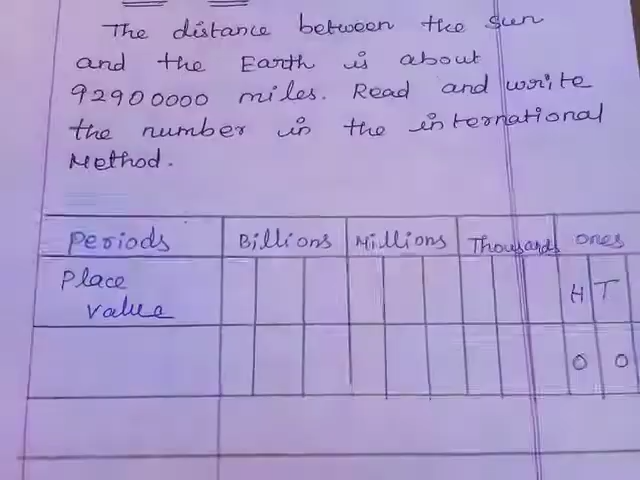 The distance between the sun
and the Earth is about
92900000 miles. Read and write
the number in the international
Method.
Periods Billions Millions Thousands ones
Place value H T
0 0